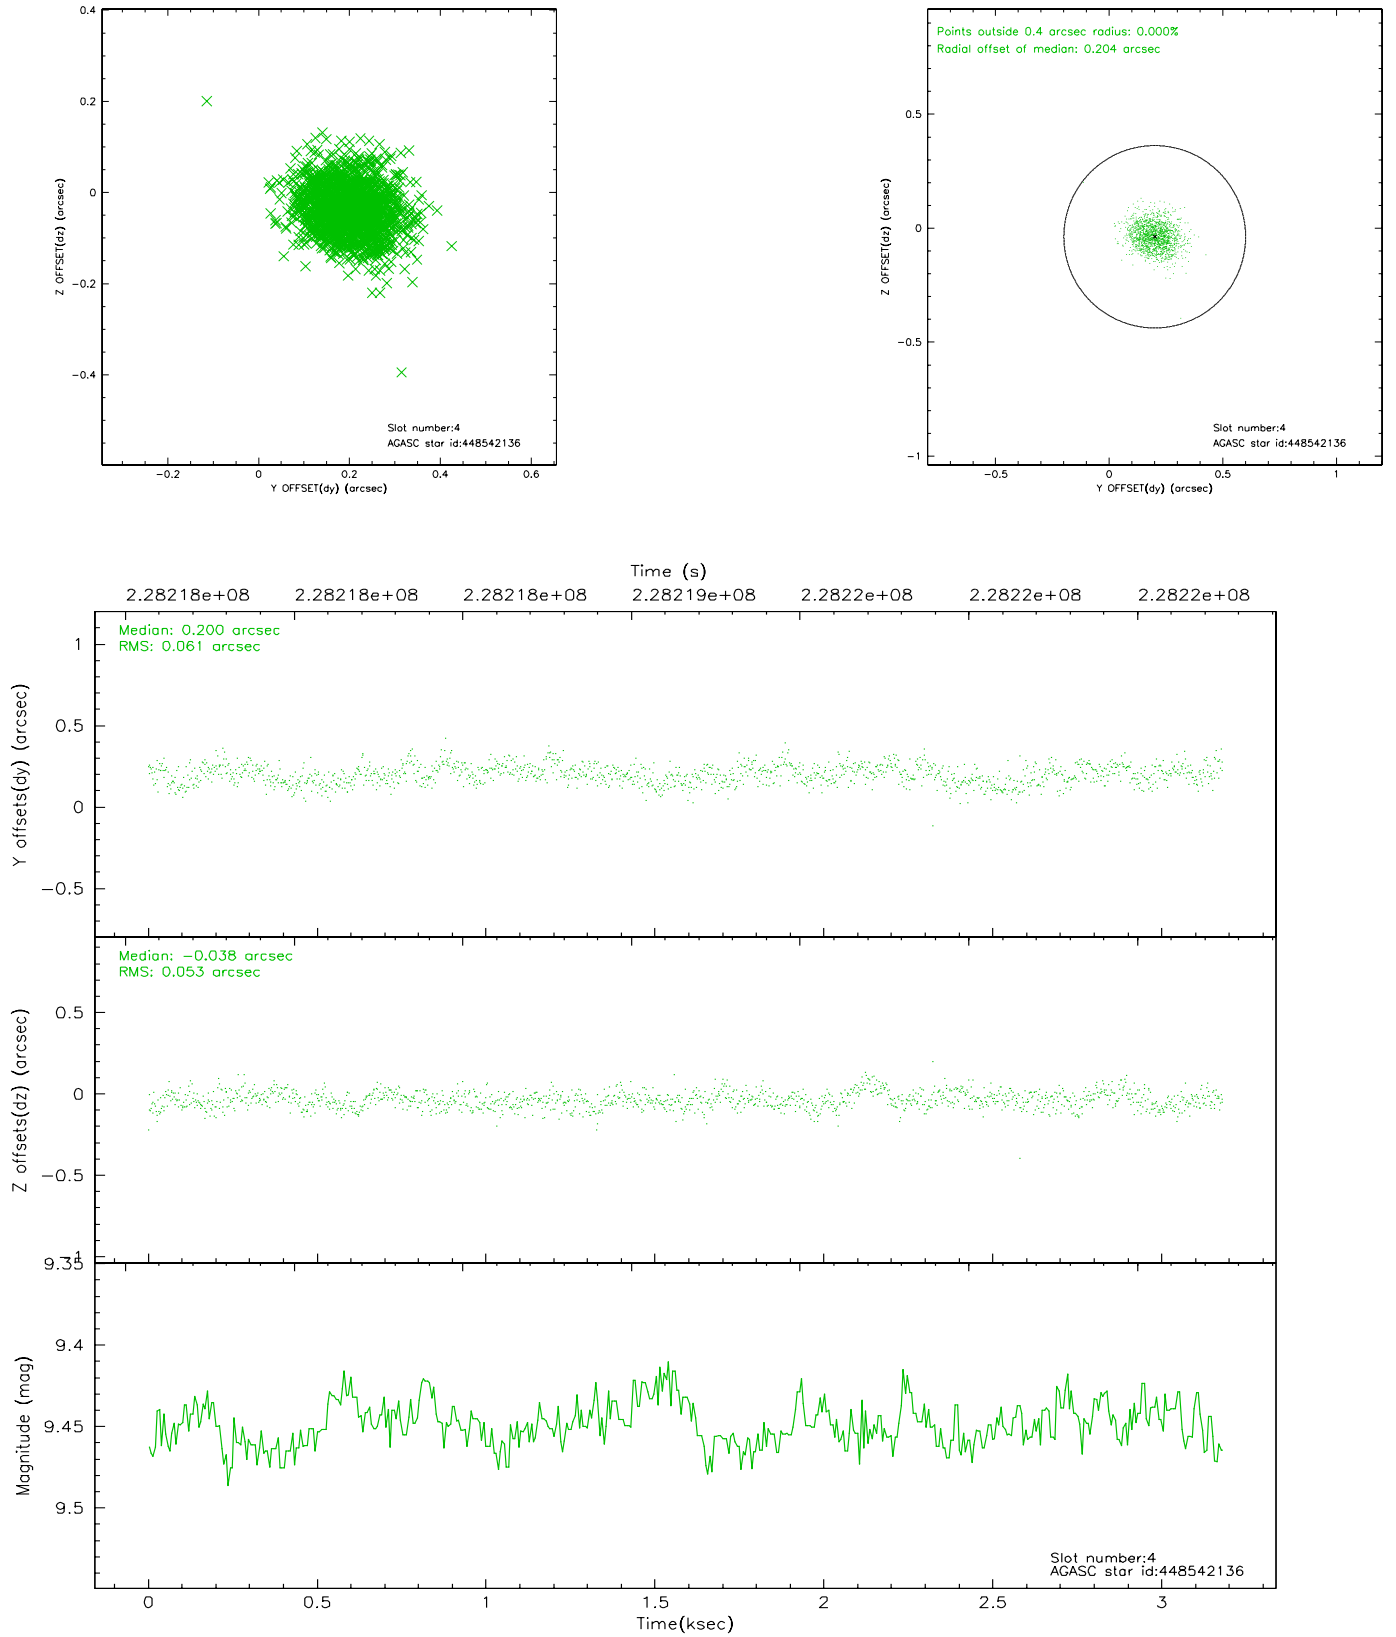 0.4
0.2
0
−0.2
−0.4
Z OFFSET(dz) (arcsec)
−0.2
0
0.2
0.4
0.6
Y OFFSET(dy) (arcsec)
Slot number:4
AGASC star id:448542136
Points outside 0.4 arcsec radius: 0.000%
Radial offset of median: 0.204 arcsec
0.5
0
−0.5
−1
Z OFFSET(dz) (arcsec)
−0.5
0
0.5
1
Y OFFSET(dy) (arcsec)
Slot number:4
AGASC star id:448542136
Time (s)
2.28218e+08 2.28218e+08 2.28218e+08 2.28219e+08 2.2822e+08 2.2822e+08 2.2822e+08
Median: 0.200 arcsec
RMS: 0.061 arcsec
1
0.5
0
−0.5
Y offsets(dy) (arcsec)
Median: −0.038 arcsec
RMS: 0.053 arcsec
0.5
0
−0.5
−1
Z offsets(dz) (arcsec)
9.35
9.4
9.45
9.5
Magnitude (mag)
Slot number:4
AGASC star id:448542136
0 0.5 1 1.5 2 2.5 3
Time(ksec)